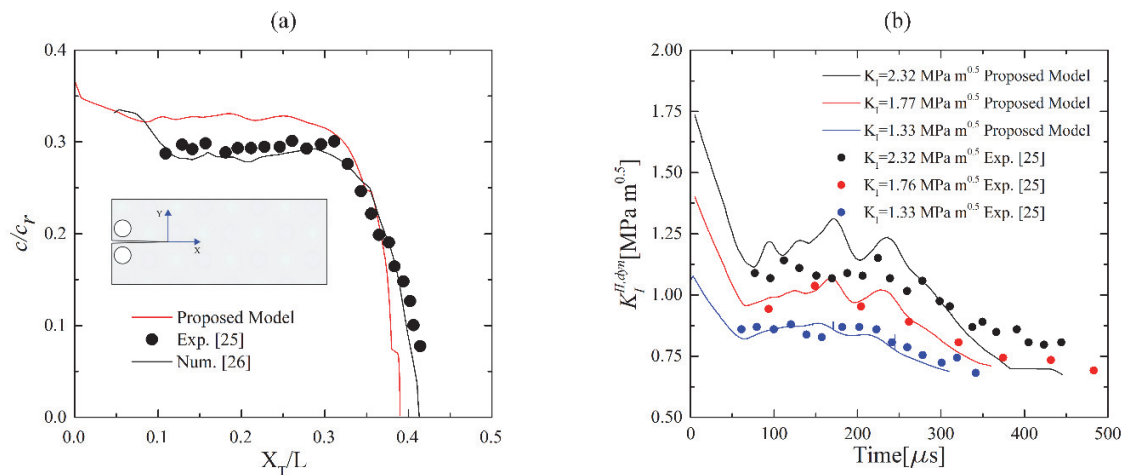 (a)
c/c_r
0.4
0.3
0.2
0.1
0.0
0.0 0.1 0.2 0.3 0.4 0.5
X_T/L
Y
X
Proposed Model
Exp. [25]
Num. [26]
(b)
K_I^{II,dyn}[MPa m^0.5]
2.00
1.75
1.50
1.25
1.00
0.75
0.50
0 100 200 300 400 500
Time[μs]
K_I=2.32 MPa m^0.5 Proposed Model
K_I=1.77 MPa m^0.5 Proposed Model
K_I=1.33 MPa m^0.5 Proposed Model
K_I=2.32 MPa m^0.5 Exp. [25]
K_I=1.76 MPa m^0.5 Exp. [25]
K_I=1.33 MPa m^0.5 Exp. [25]